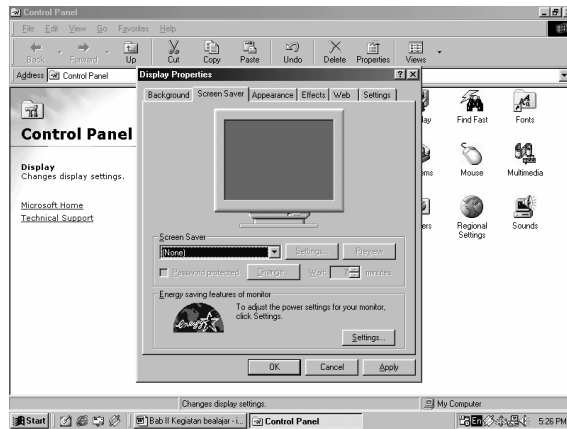 Control Panel
File Edit View Go Favorites Help
Back Forward Up Cut Copy Paste Undo Delete Properties Views
Address Control Panel
Control Panel
Display
Changes display settings.
Microsoft Home
Technical Support
Display Properties
Background Screen Saver Appearance Effects Web Settings
Screen Saver
(None) Settings... Preview
Password protected Change... Wait: 7 minutes
Energy saving features of monitor
To adjust the power settings for your monitor,
click Settings.
energy
Settings...
OK Cancel Apply
Find Fast Fonts
Mouse Multimedia
Regional
Settings
Sounds
Changes display settings. My Computer
Start Bab II Kegiatan bealajar - i... Control Panel En 5:26 PM